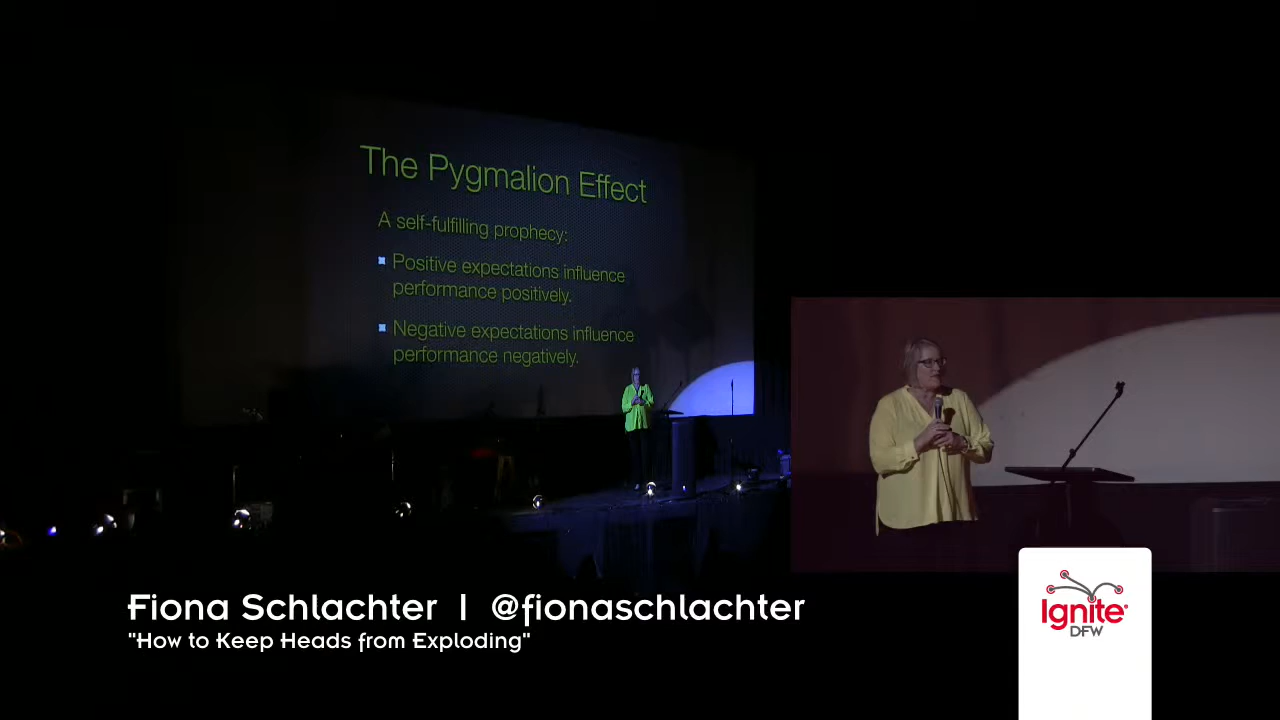 The Pygmalion Effect
A self-fulfilling prophecy:
Positive expectations influence
performance positively.
Negative expectations influence
performance negatively.
Fiona Schlachter | @fionaschlachter
"How to Keep Heads from Exploding"
Ignite
DFW